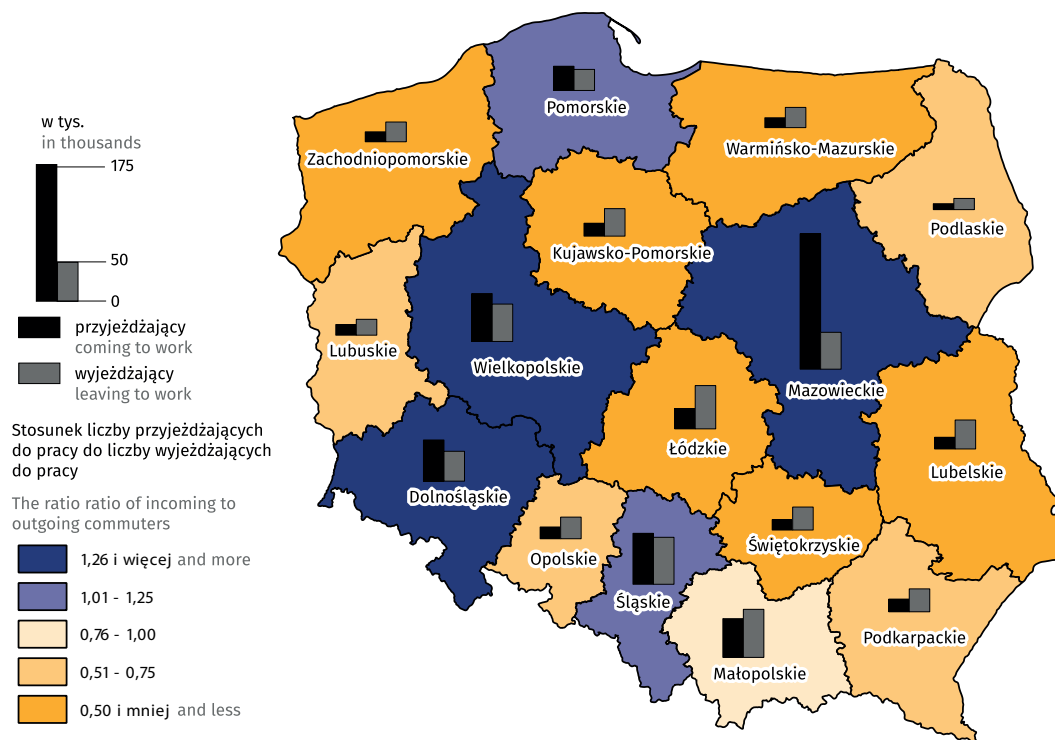 w tys.
in thousands
175
50
0
przyjeżdżający
coming to work
wyjeżdżający
leaving to work
Stosunek liczby przyjeżdżających
do pracy do liczby wyjeżdżających
do pracy
The ratio ratio of incoming to
outgoing commuters
1,26 i więcej and more
1,01 - 1,25
0,76 - 1,00
0,51 - 0,75
0,50 i mniej and less
Pomorskie
Zachodniopomorskie
Warmińsko-Mazurskie
Podlaskie
Kujawsko-Pomorskie
Lubuskie
Wielkopolskie
Mazowieckie
Łódzkie
Lubelskie
Dolnośląskie
Opolskie
Świętokrzyskie
Śląskie
Podkarpackie
Małopolskie